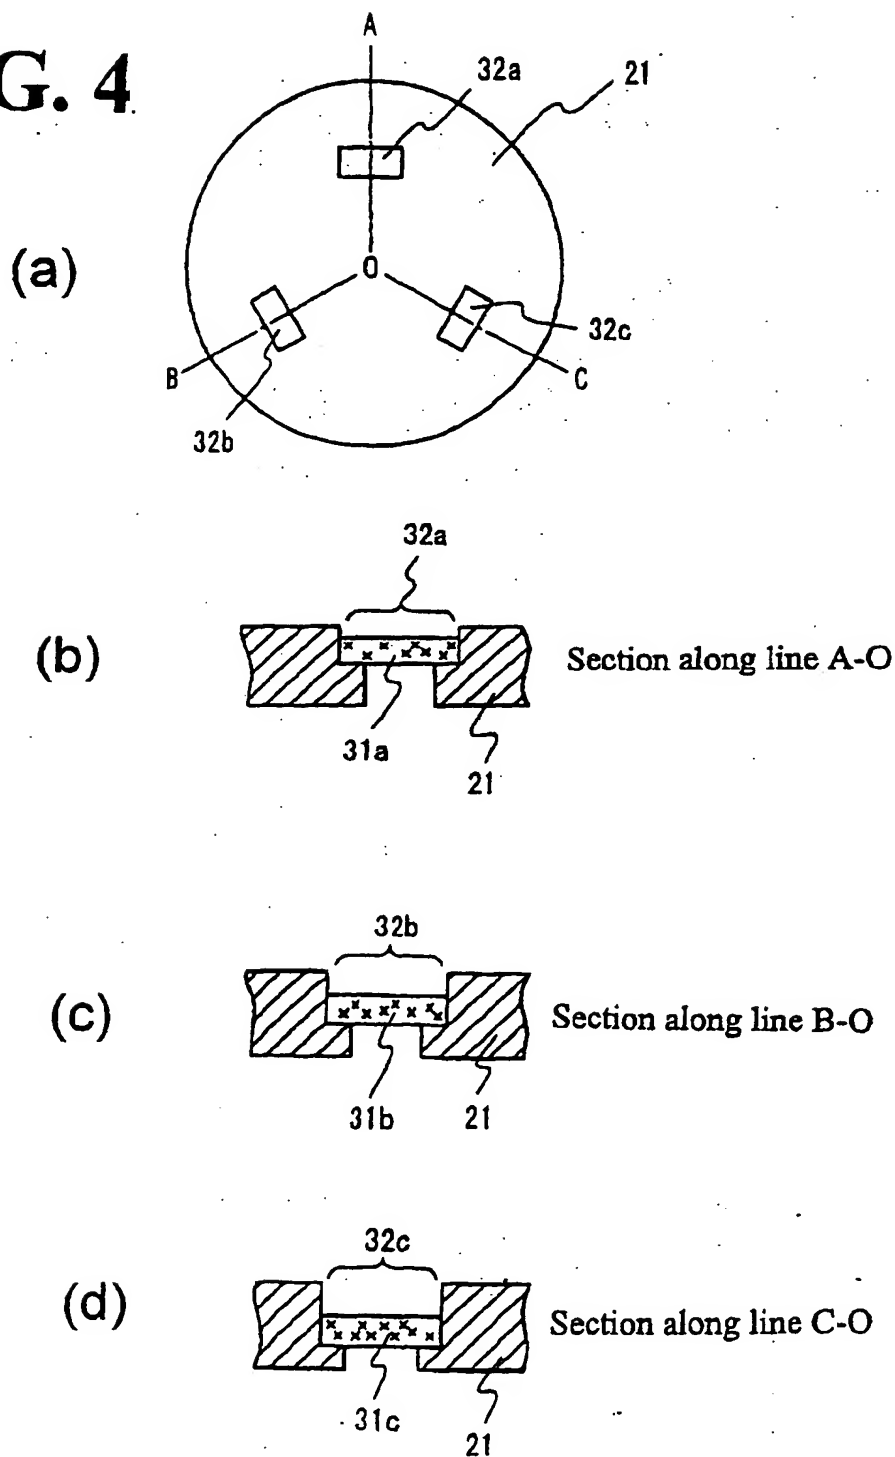 G. 4
A
32a
21
(a)
O
32c
B
C
32b
32a
(b)
Section along line A-O
31a
21
32b
(c)
Section along line B-O
31b
21
32c
(d)
Section along line C-O
31c
21